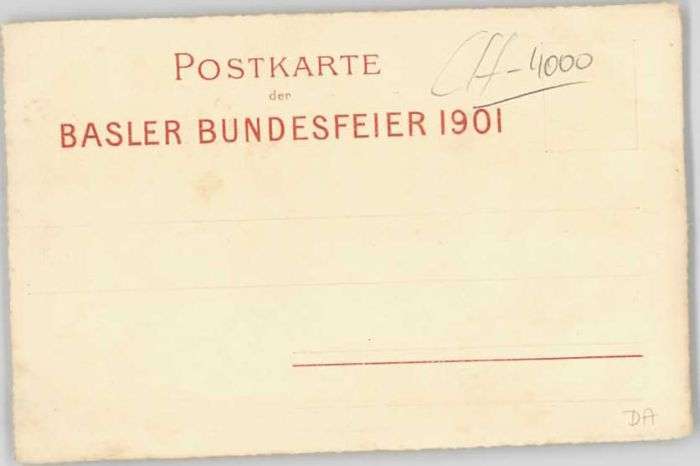 POSTKARTE
der
BASLER BUNDESFEIER 1901
CH-4000
DA